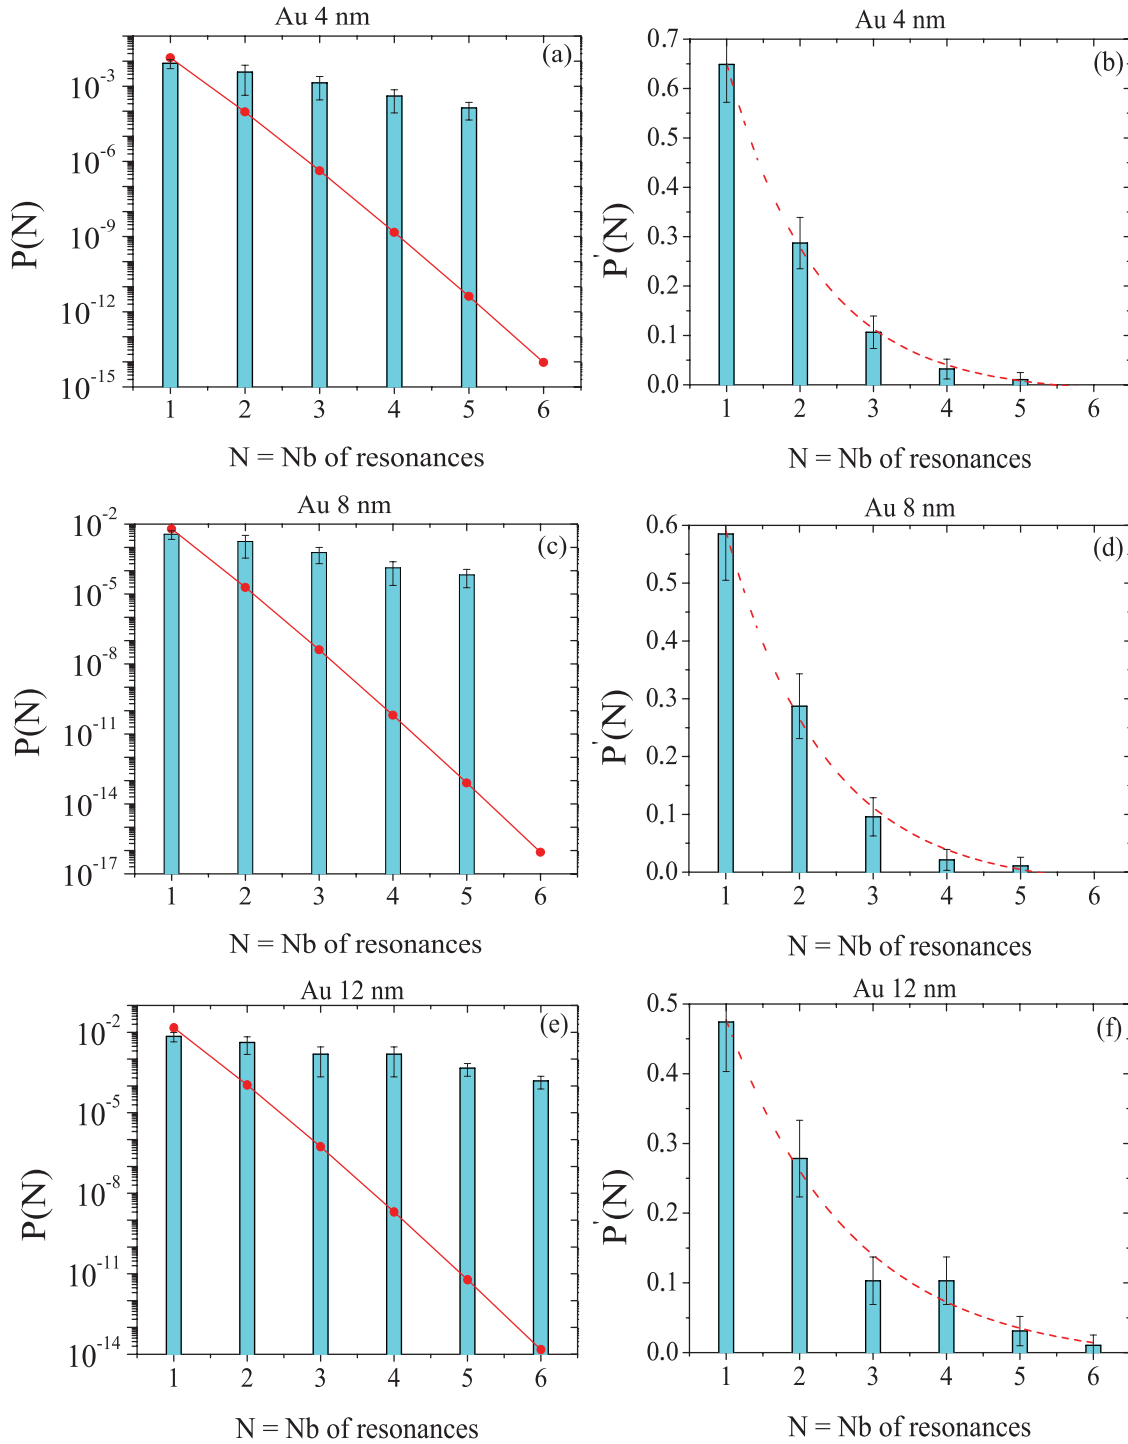 Au 4 nm
(a)
10-3
10-6
10-9
10-12
10-15
P(N)
1 2 3 4 5 6
N = Nb of resonances
Au 4 nm
(b)
0.7
0.6
0.5
0.4
0.3
0.2
0.1
0.0
P'(N)
1 2 3 4 5 6
N = Nb of resonances
Au 8 nm
(c)
10-2
10-5
10-8
10-11
10-14
10-17
P(N)
1 2 3 4 5 6
N = Nb of resonances
Au 8 nm
(d)
0.6
0.5
0.4
0.3
0.2
0.1
0.0
P'(N)
1 2 3 4 5 6
N = Nb of resonances
Au 12 nm
(e)
10-2
10-5
10-8
10-11
10-14
P(N)
1 2 3 4 5 6
N = Nb of resonances
Au 12 nm
(f)
0.5
0.4
0.3
0.2
0.1
0.0
P'(N)
1 2 3 4 5 6
N = Nb of resonances